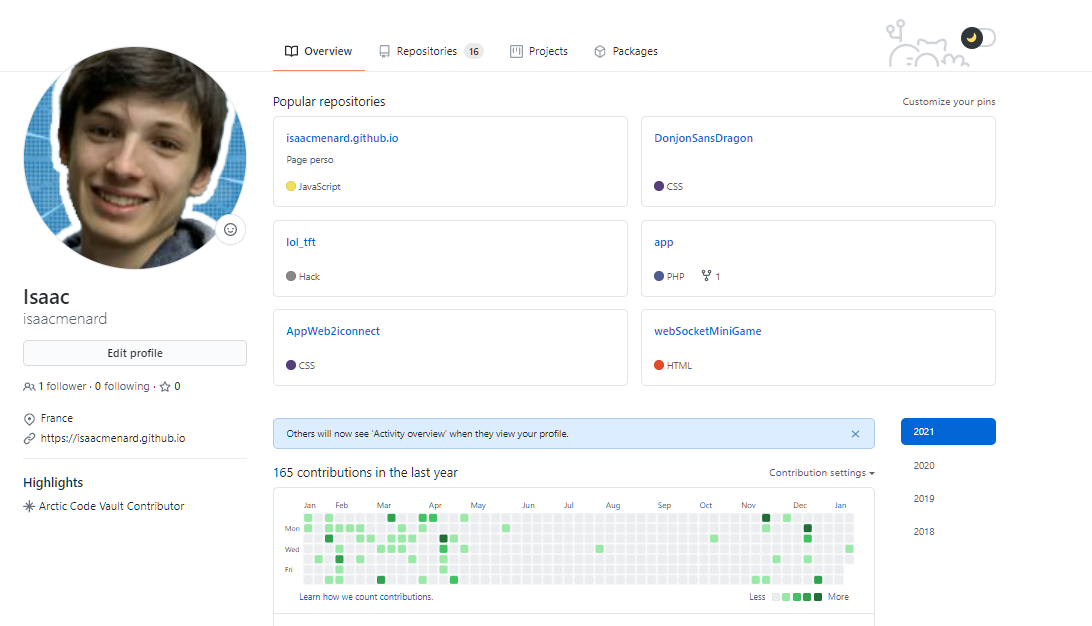 Overview Repositories 16 Projects Packages
Popular repositories Customize your pins
isaacmenard.github.io
Page perso
JavaScript
DonjonSansDragon
CSS
lol_tft
Hack
app
PHP 1
AppWeb2iconnect
CSS
webSocketMiniGame
HTML
Isaac
isaacmenard
Edit profile
1 follower · 0 following · 0
France
https://isaacmenard.github.io
Highlights
Arctic Code Vault Contributor
Others will now see 'Activity overview' when they view your profile.
165 contributions in the last year Contribution settings
Jan Feb Mar Apr May Jun Jul Aug Sep Oct Nov Dec Jan
Mon
Wed
Fri
Learn how we count contributions. Less More
2021
2020
2019
2018